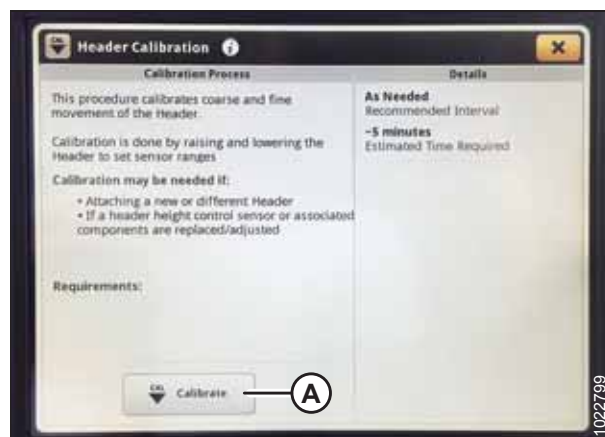 CAL
Header Calibration i X
Calibration Process
This procedure calibrates coarse and fine
movement of the Header.
Calibration is done by raising and lowering the
Header to set sensor ranges
Calibration may be needed if:
• Attaching a new or different Header
• If a header height control sensor or associated
components are replaced/adjusted
Requirements:
Details
As Needed
Recommended Interval
~5 minutes
Estimated Time Required
CAL
Calibrate
A
1022799